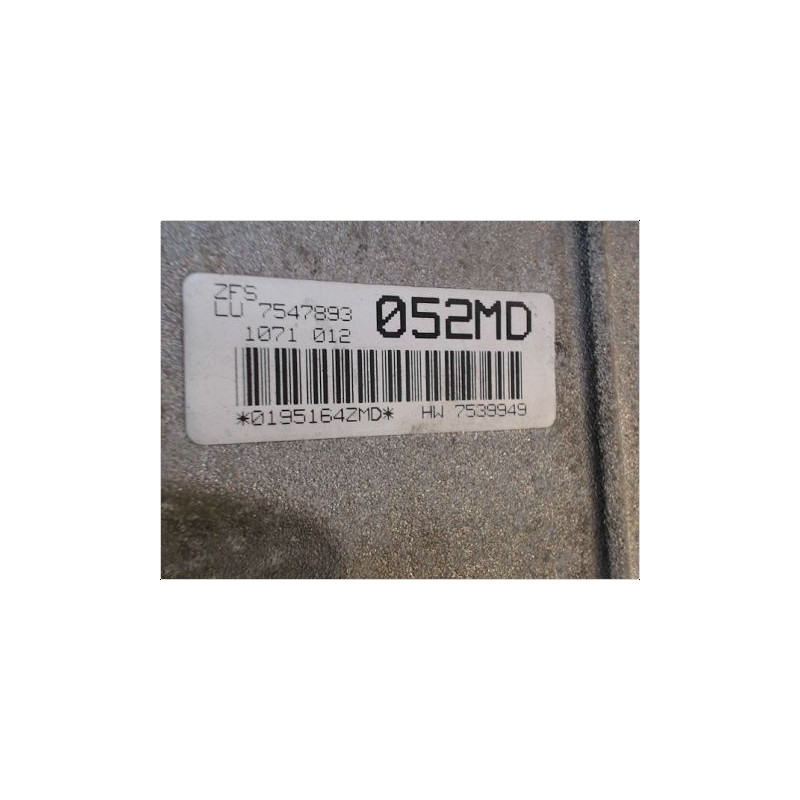 ZFS
LU 7547893 052MD
1071 012
*0195164ZMD* HW 7539949